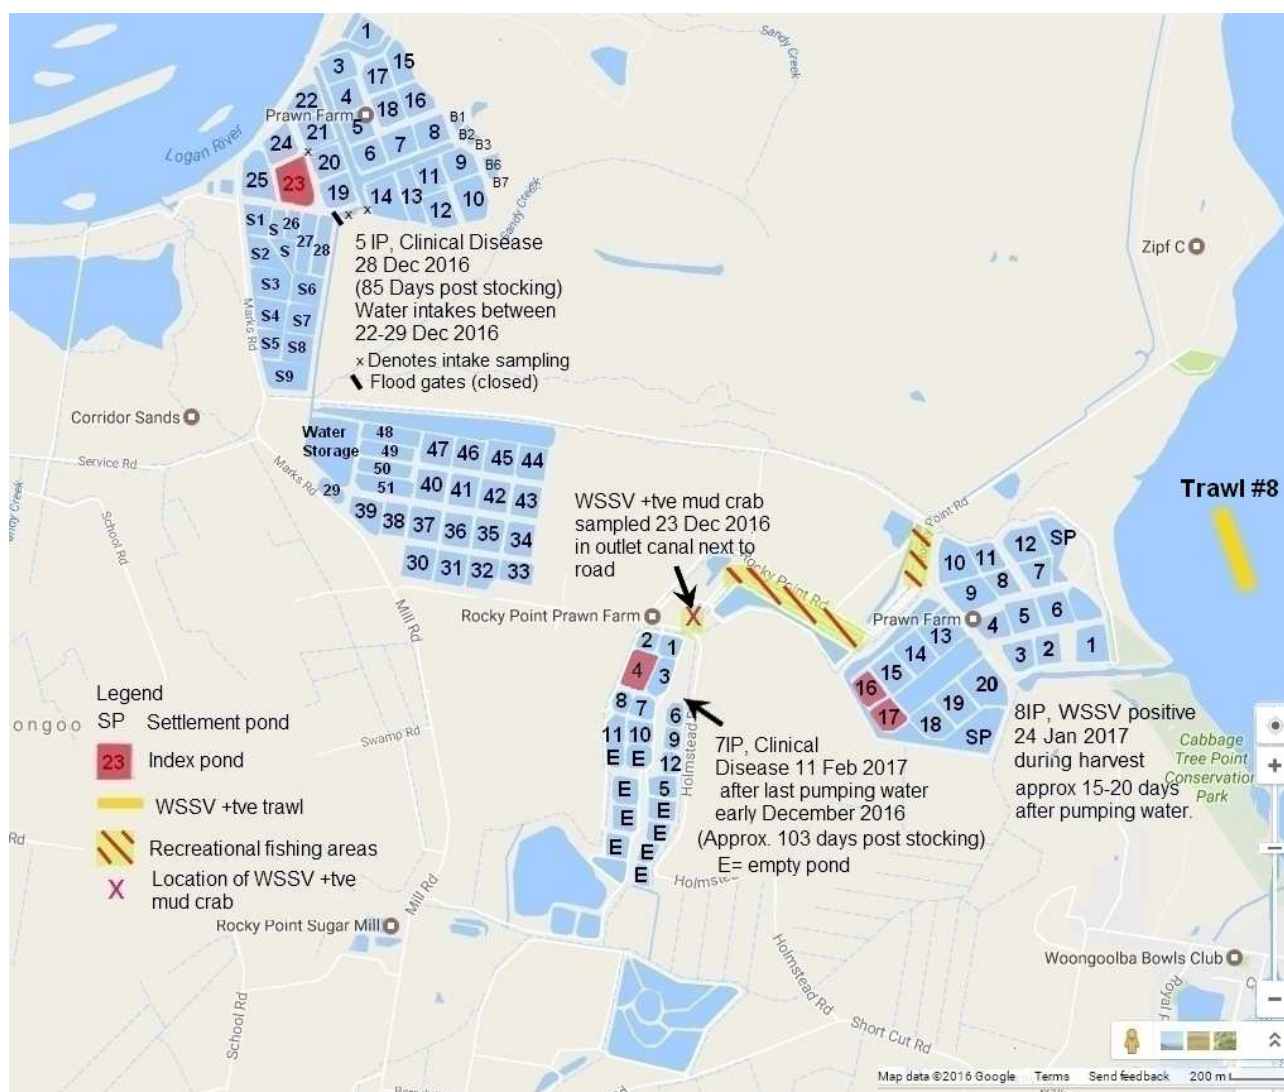 1
3
17
15
22
4
18
16
Prawn Farm
B1
24
21
5
8
B2
Logan River
20
6
7
B3
25
23
19
9
B6
14
13
11
B7
12
10
Sandy Creek
Sandy Creek
Zipf C
S1
S
26
27
28
S2
S
S3
S6
S4
S7
S5
S8
S9
Marks Rd
5 IP, Clinical Disease
28 Dec 2016
(85 Days post stocking)
Water intakes between
22-29 Dec 2016
x Denotes intake sampling
Flood gates (closed)
Corridor Sands
Service Rd
School Rd
Marks Rd
Water
Storage
48
49
50
51
29
47
46
45
44
40
41
42
43
39
38
37
36
35
34
30
31
32
33
Mill Rd
WSSV +tve mud crab
sampled 23 Dec 2016
in outlet canal next to
road
X
Rocky Point Prawn Farm
Rocky Point Rd
Point Rd
Trawl #8
12
SP
10
11
7
8
9
5
6
Prawn Farm
4
3
2
1
13
14
15
16
17
18
19
20
SP
2
1
4
3
8
7
6
11
10
9
E
E
12
E
5
E
E
E
E
E
E
Holmstead
7IP, Clinical
Disease 11 Feb 2017
after last pumping water
early December 2016
(Approx. 103 days post stocking)
E= empty pond
8IP, WSSV positive
24 Jan 2017
during harvest
approx 15-20 days
after pumping water.
Cabbage
Tree Point
Conservation
Park
ongoo
Legend
SP Settlement pond
23 Index pond
WSSV +tve trawl
Recreational fishing areas
X Location of WSSV +tve
mud crab
Swamp Rd
Rd
Mill Rd
Rocky Point Sugar Mill
School Rd
Holmstead Rd
Short Cut Rd
Woongoolba Bowls Club
Map data ©2016 Google Terms Send feedback 200 m